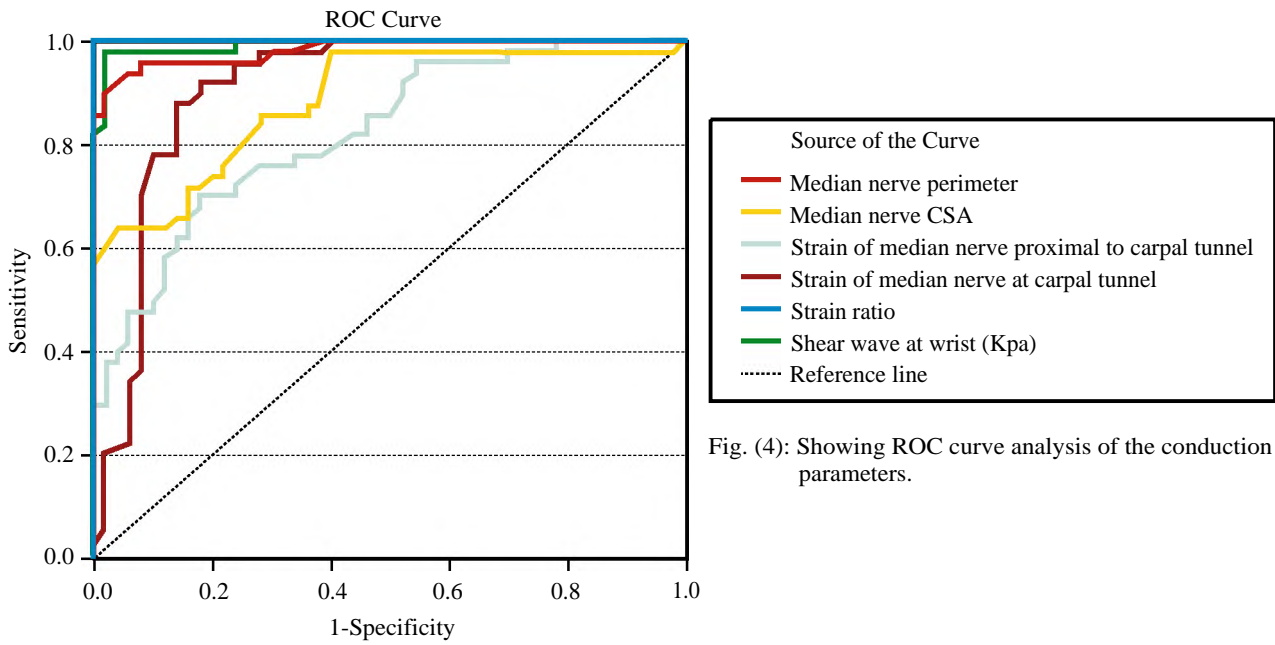 ROC Curve
1.0
0.8
0.6
0.4
0.2
0.0
Sensitivity
0.0 0.2 0.4 0.6 0.8 1.0
1-Specificity
Source of the Curve
Median nerve perimeter
Median nerve CSA
Strain of median nerve proximal to carpal tunnel
Strain of median nerve at carpal tunnel
Strain ratio
Shear wave at wrist (Kpa)
Reference line
Fig. (4): Showing ROC curve analysis of the conduction
parameters.